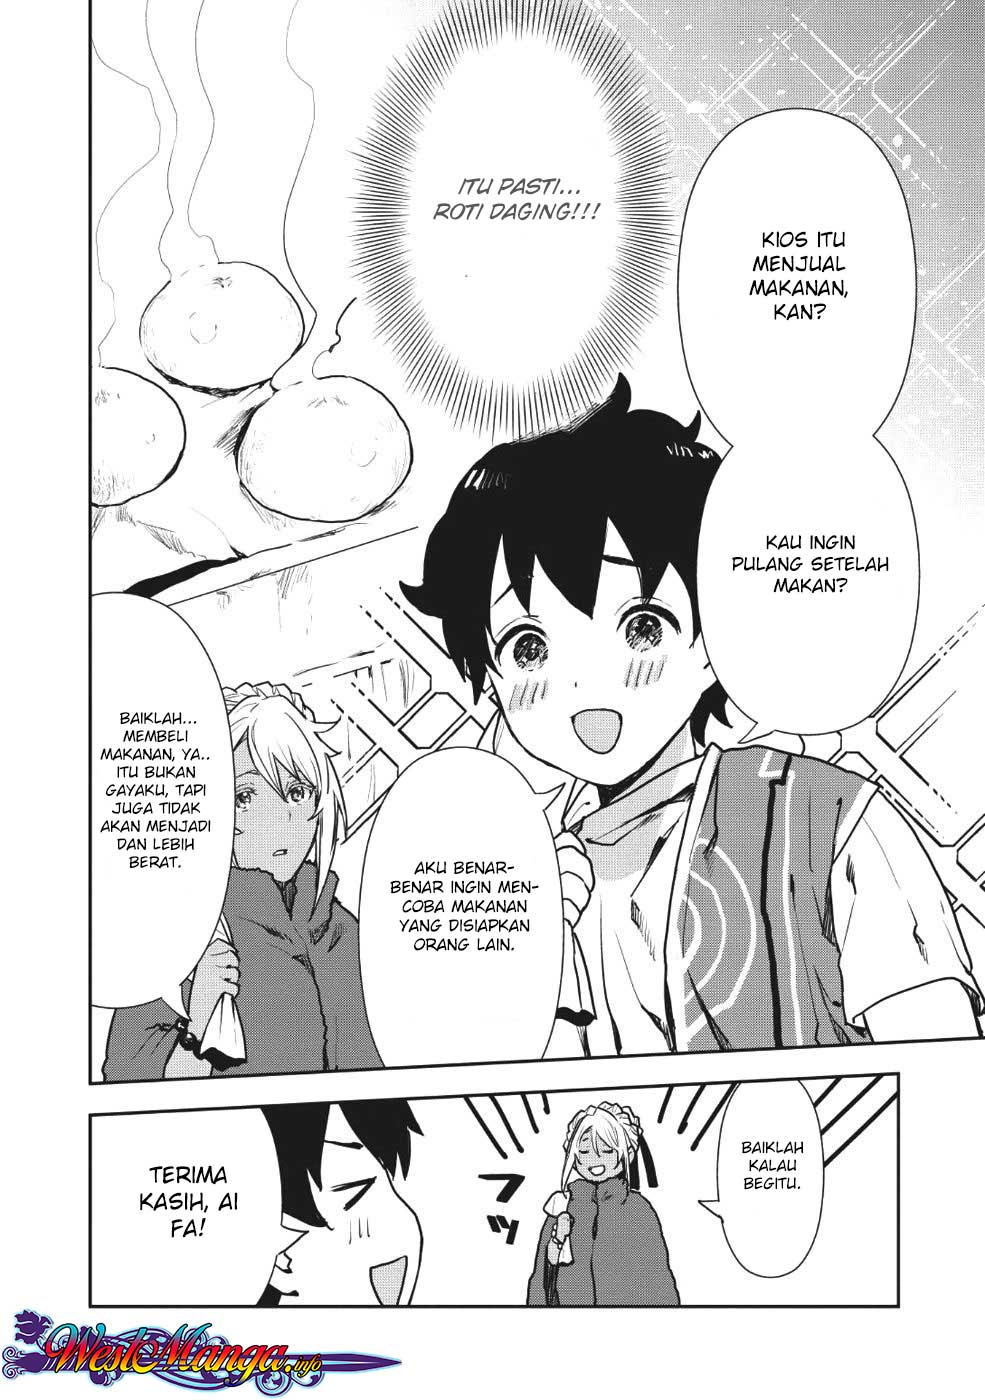 KIOS ITU
MENJUAL
MAKANAN,
KAN?
ITU PASTI...
ROTI DAGING!!!
KAU INGIN
PULANG SETELAH
MAKAN?
AKU BENAR-
BENAR INGIN MEN-
COBA MAKANAN
YANG DISIAPKAN
ORANG LAIN.
BAIKLAH...
MEMBELI
MAKANAN, YA..
ITU BUKAN
GAYAKU, TAPI
JUGA TIDAK
AKAN MENJADI
DAN LEBIH
BERAT.
BAIKLAH
KALAU
BEGITU.
パッ
TERIMA
KASIH, AI
FA!
WestManga.info